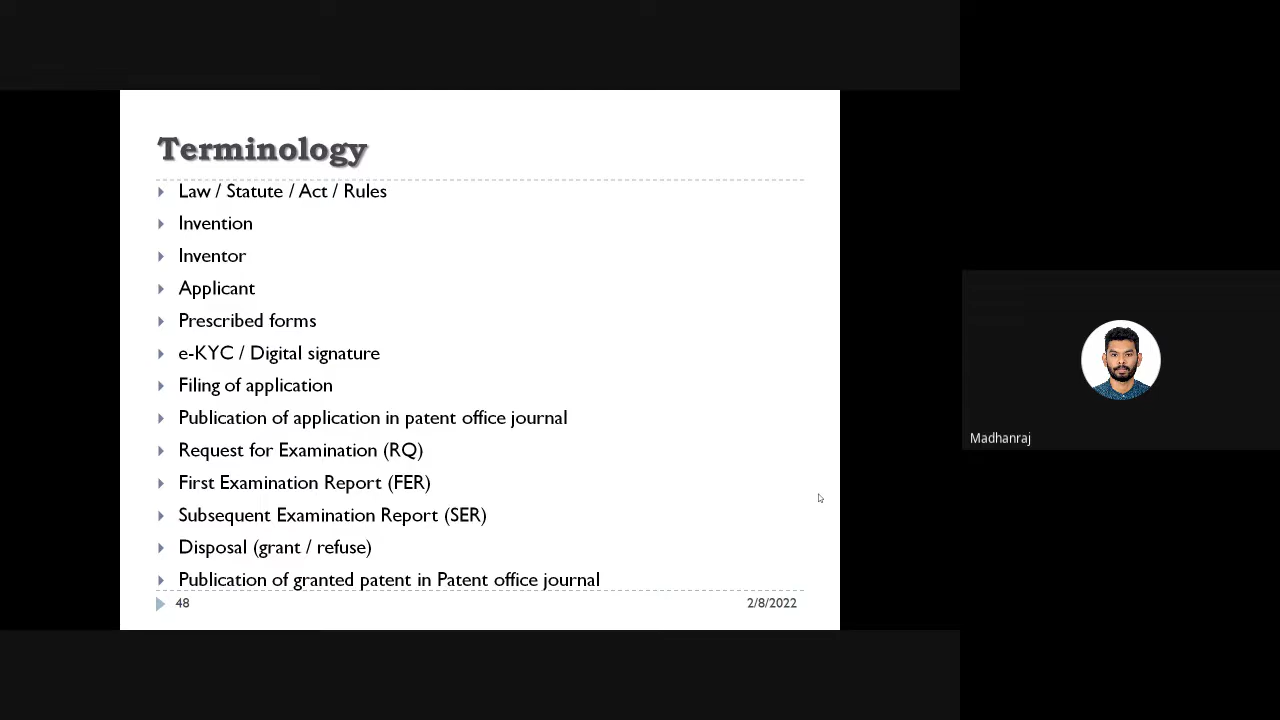 Terminology
Law / Statute / Act / Rules
Invention
Inventor
Applicant
Prescribed forms
e-KYC / Digital signature
Filing of application
Publication of application in patent office journal
Request for Examination (RQ)
First Examination Report (FER)
Subsequent Examination Report (SER)
Disposal (grant / refuse)
Publication of granted patent in Patent office journal
48
2/8/2022
Madhanraj